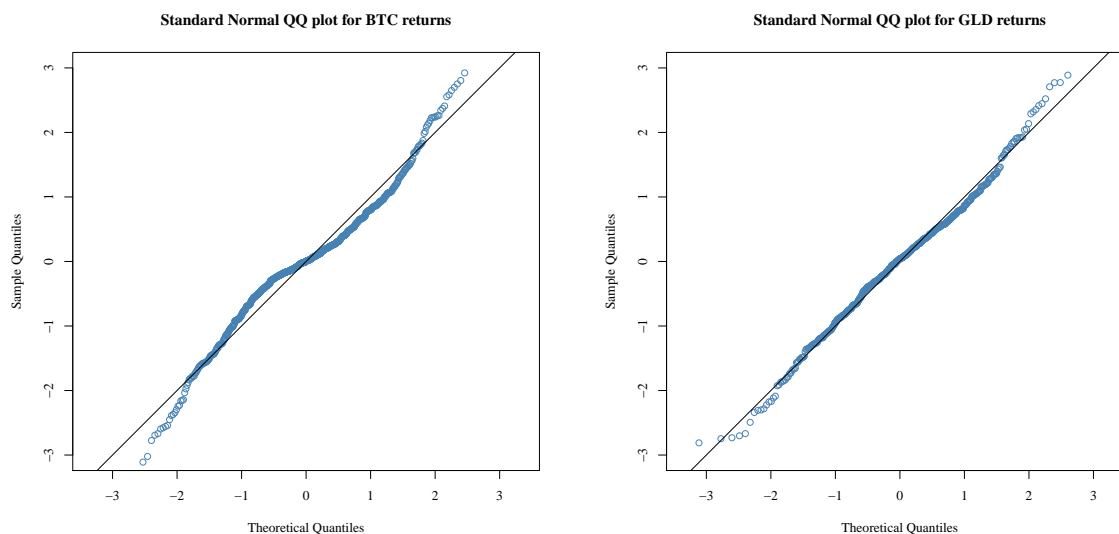 Standard Normal QQ plot for BTC returns
Sample Quantiles
3
2
1
0
−1
−2
−3
−3 −2 −1 0 1 2 3
Theoretical Quantiles
Standard Normal QQ plot for GLD returns
Sample Quantiles
3
2
1
0
−1
−2
−3
−3 −2 −1 0 1 2 3
Theoretical Quantiles